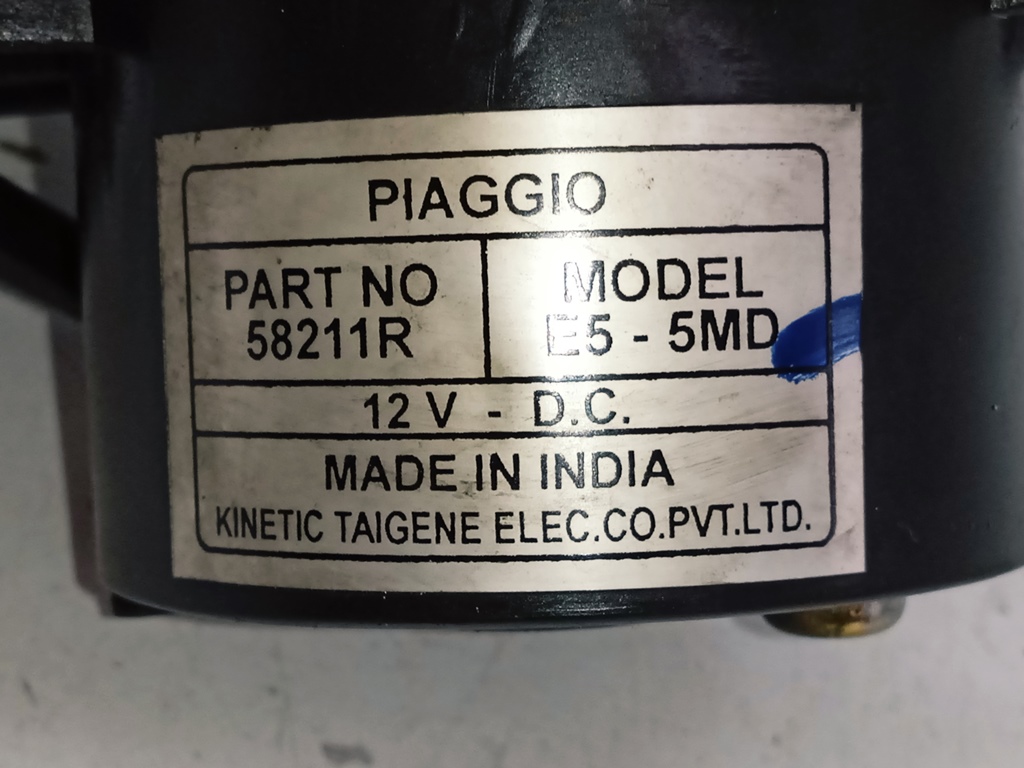 PIAGGIO
PART NO
58211R
MODEL
E5 - 5MD
12 V - D.C.
MADE IN INDIA
KINETIC TAIGENE ELEC.CO.PVT.LTD.